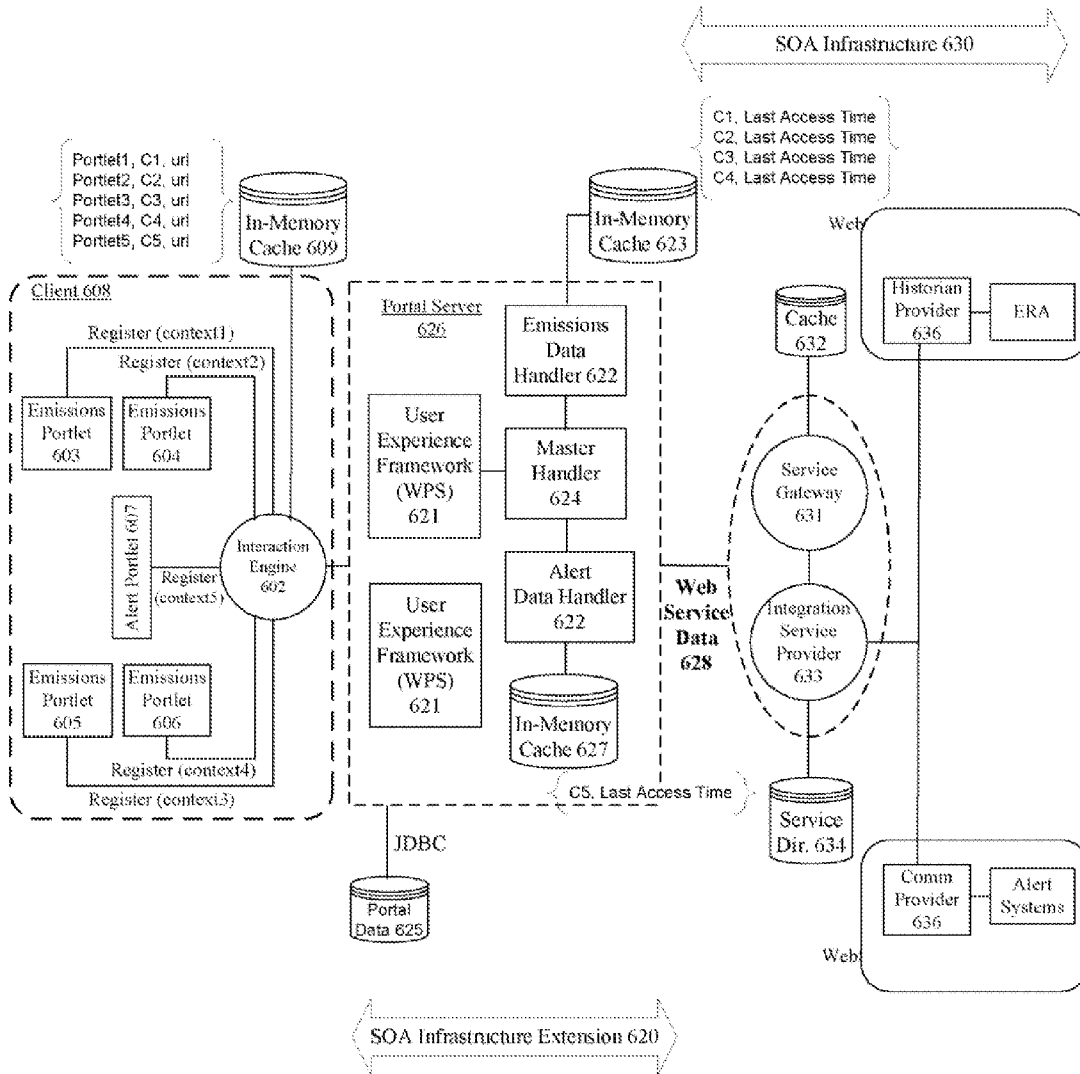 SOA Infrastructure 630
C1, Last Access Time
C2, Last Access Time
C3, Last Access Time
C4, Last Access Time
Portlet1, C1, url
Portlet2, C2, url
Portlet3, C3, url
Portlet4, C4, url
Portlet5, C5, url
In-Memory
Cache 609
In-Memory
Cache 623
Web
Historian
Provider
636
ERA
Client 608
Register (context1)
Register (context2)
Emissions
Portlet
603
Emissions
Portlet
604
Alert Portlet 607
Register
(context5)
Interaction
Engine
602
Emissions
Portlet
605
Emissions
Portlet
606
Register (context4)
Register (context3)
Portal Server
626
Emissions
Data
Handler 622
User
Experience
Framework
(WPS)
621
Master
Handler
624
User
Experience
Framework
(WPS)
621
Alert
Data Handler
622
In-Memory
Cache 627
C5, Last Access Time
Web
Service
Data
628
Cache
632
Service
Gateway
631
Integration
Service
Provider
633
Service
Dir. 634
JDBC
Portal
Data 625
Comm
Provider
636
Alert
Systems
Web
SOA Infrastructure Extension 620